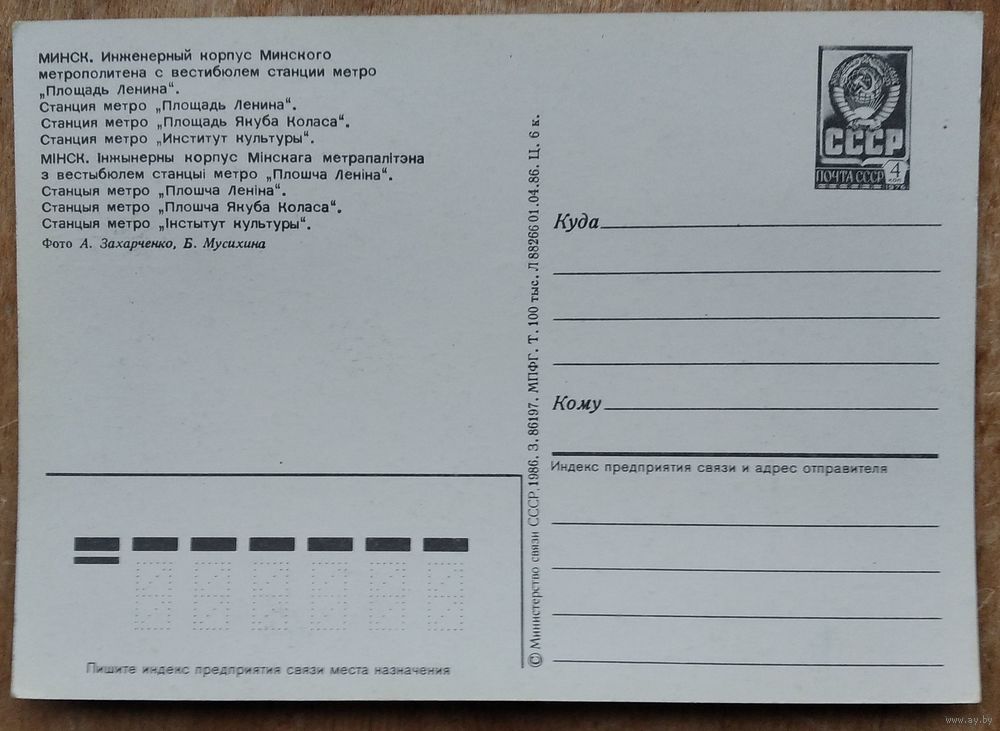 МИНСК. Инженерный корпус Минского
метрополитена с вестибюлем станции метро
„Площадь Ленина“.
Станция метро „Площадь Ленина“.
Станция метро „Площадь Якуба Коласа“.
Станция метро „Институт культуры“.
МІНСК. Інжынерны корпус Мінскага метрапалітэна
з вестыбюлем станцыі метро „Плошча Леніна“.
Станцыя метро „Плошча Леніна“.
Станцыя метро „Плошча Якуба Коласа“.
Станцыя метро „Інстытут культуры“.
Фото А. Захарченко, Б. Мусихина
Пишите индекс предприятия связи места назначения
© Министерство связи СССР, 1986. З. 86197. МПФГ. Т. 100 тыс. Л 88266 01.04.86. Ц. 6 к.
СССР
ПОЧТА СССР 4 КОП
1976
Куда
Кому
Индекс предприятия связи и адрес отправителя
www.ay.by